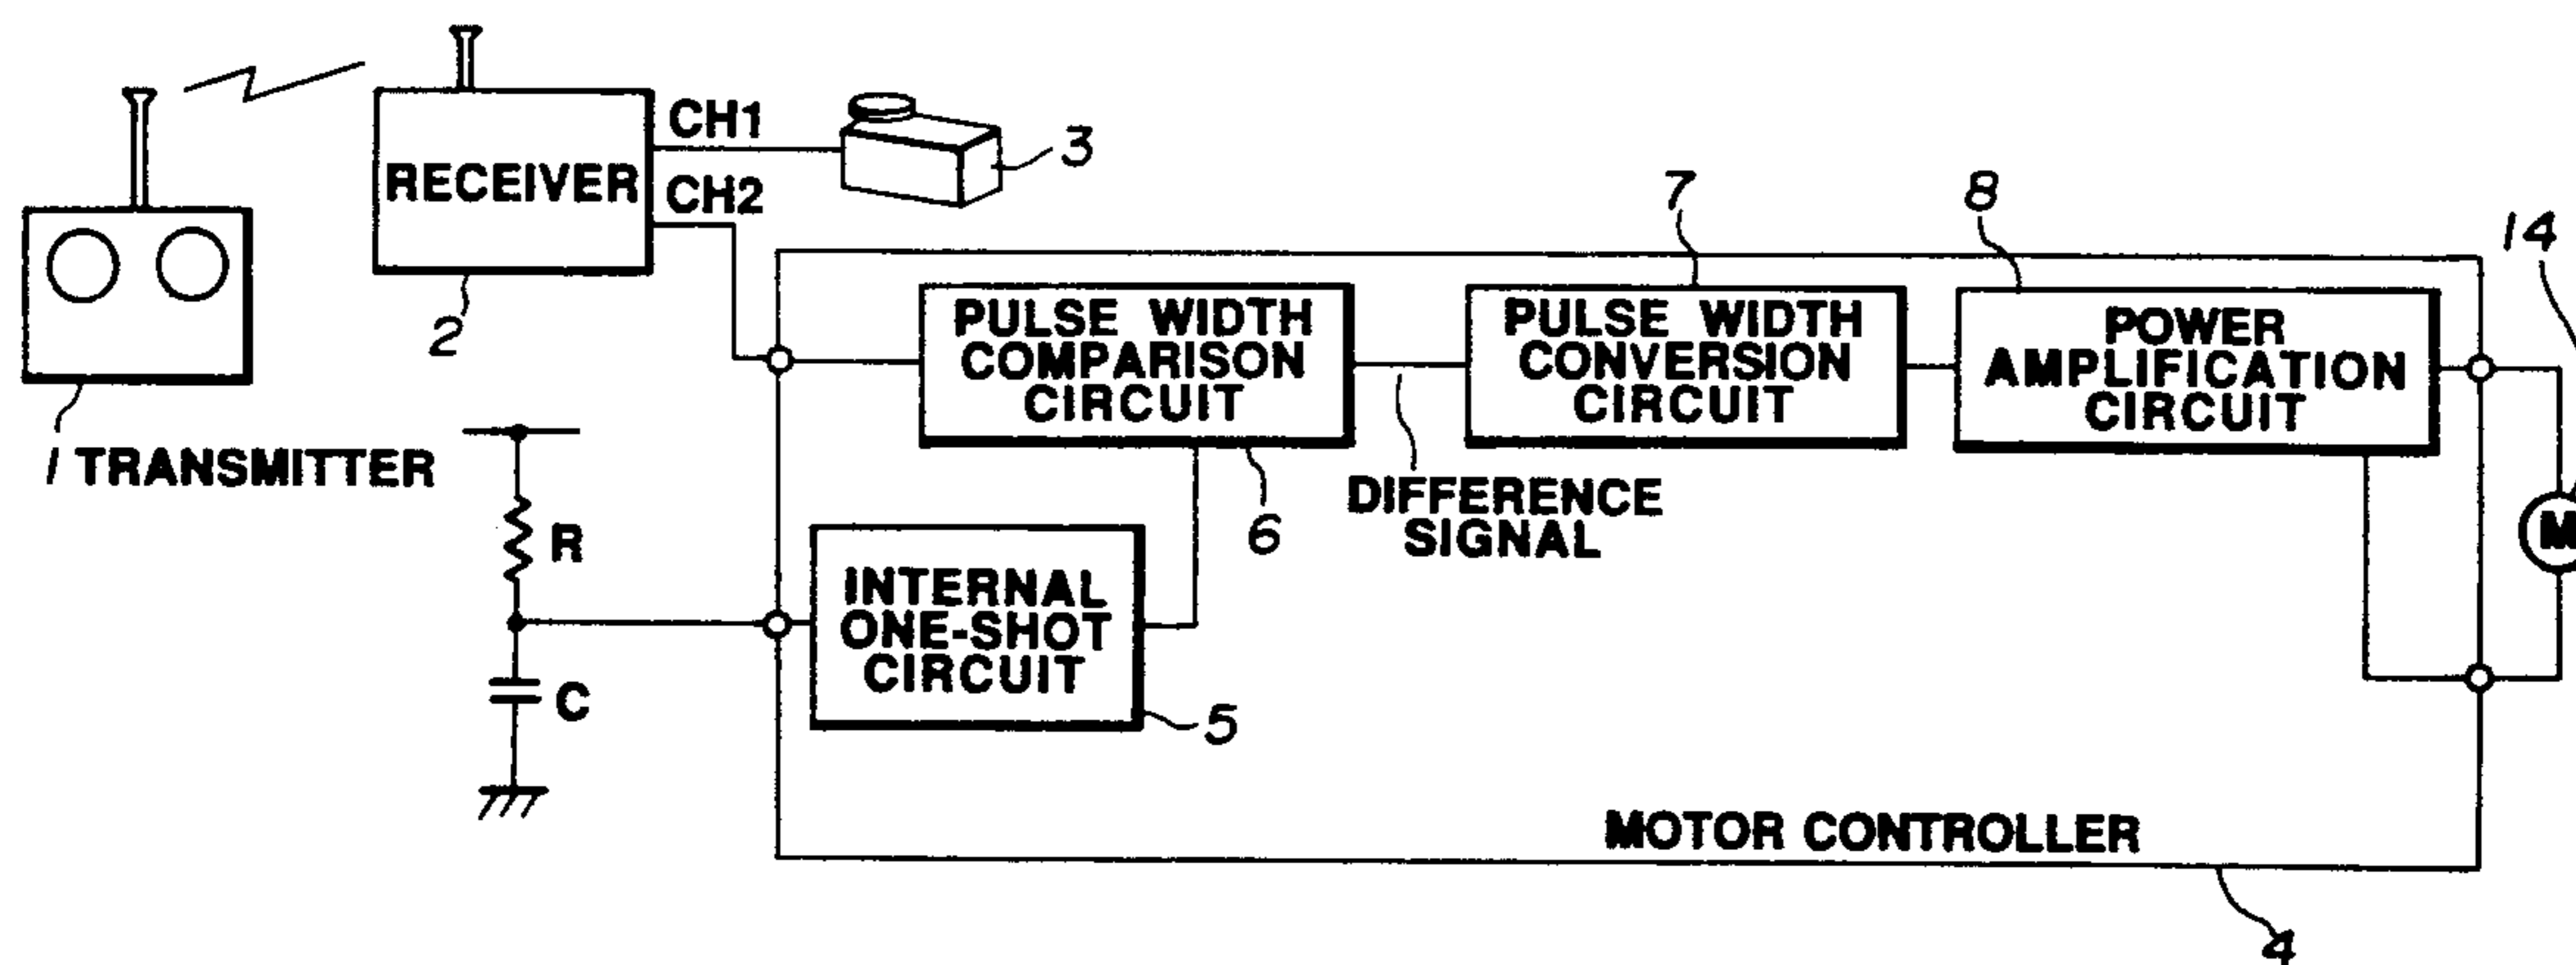 CH1
RECEIVER
CH2
3
2
1 TRANSMITTER
R
C
7
8
14
PULSE WIDTH
COMPARISON
CIRCUIT
6
DIFFERENCE
SIGNAL
PULSE WIDTH
CONVERSION
CIRCUIT
POWER
AMPLIFICATION
CIRCUIT
M
INTERNAL
ONE-SHOT
CIRCUIT
5
MOTOR CONTROLLER
4